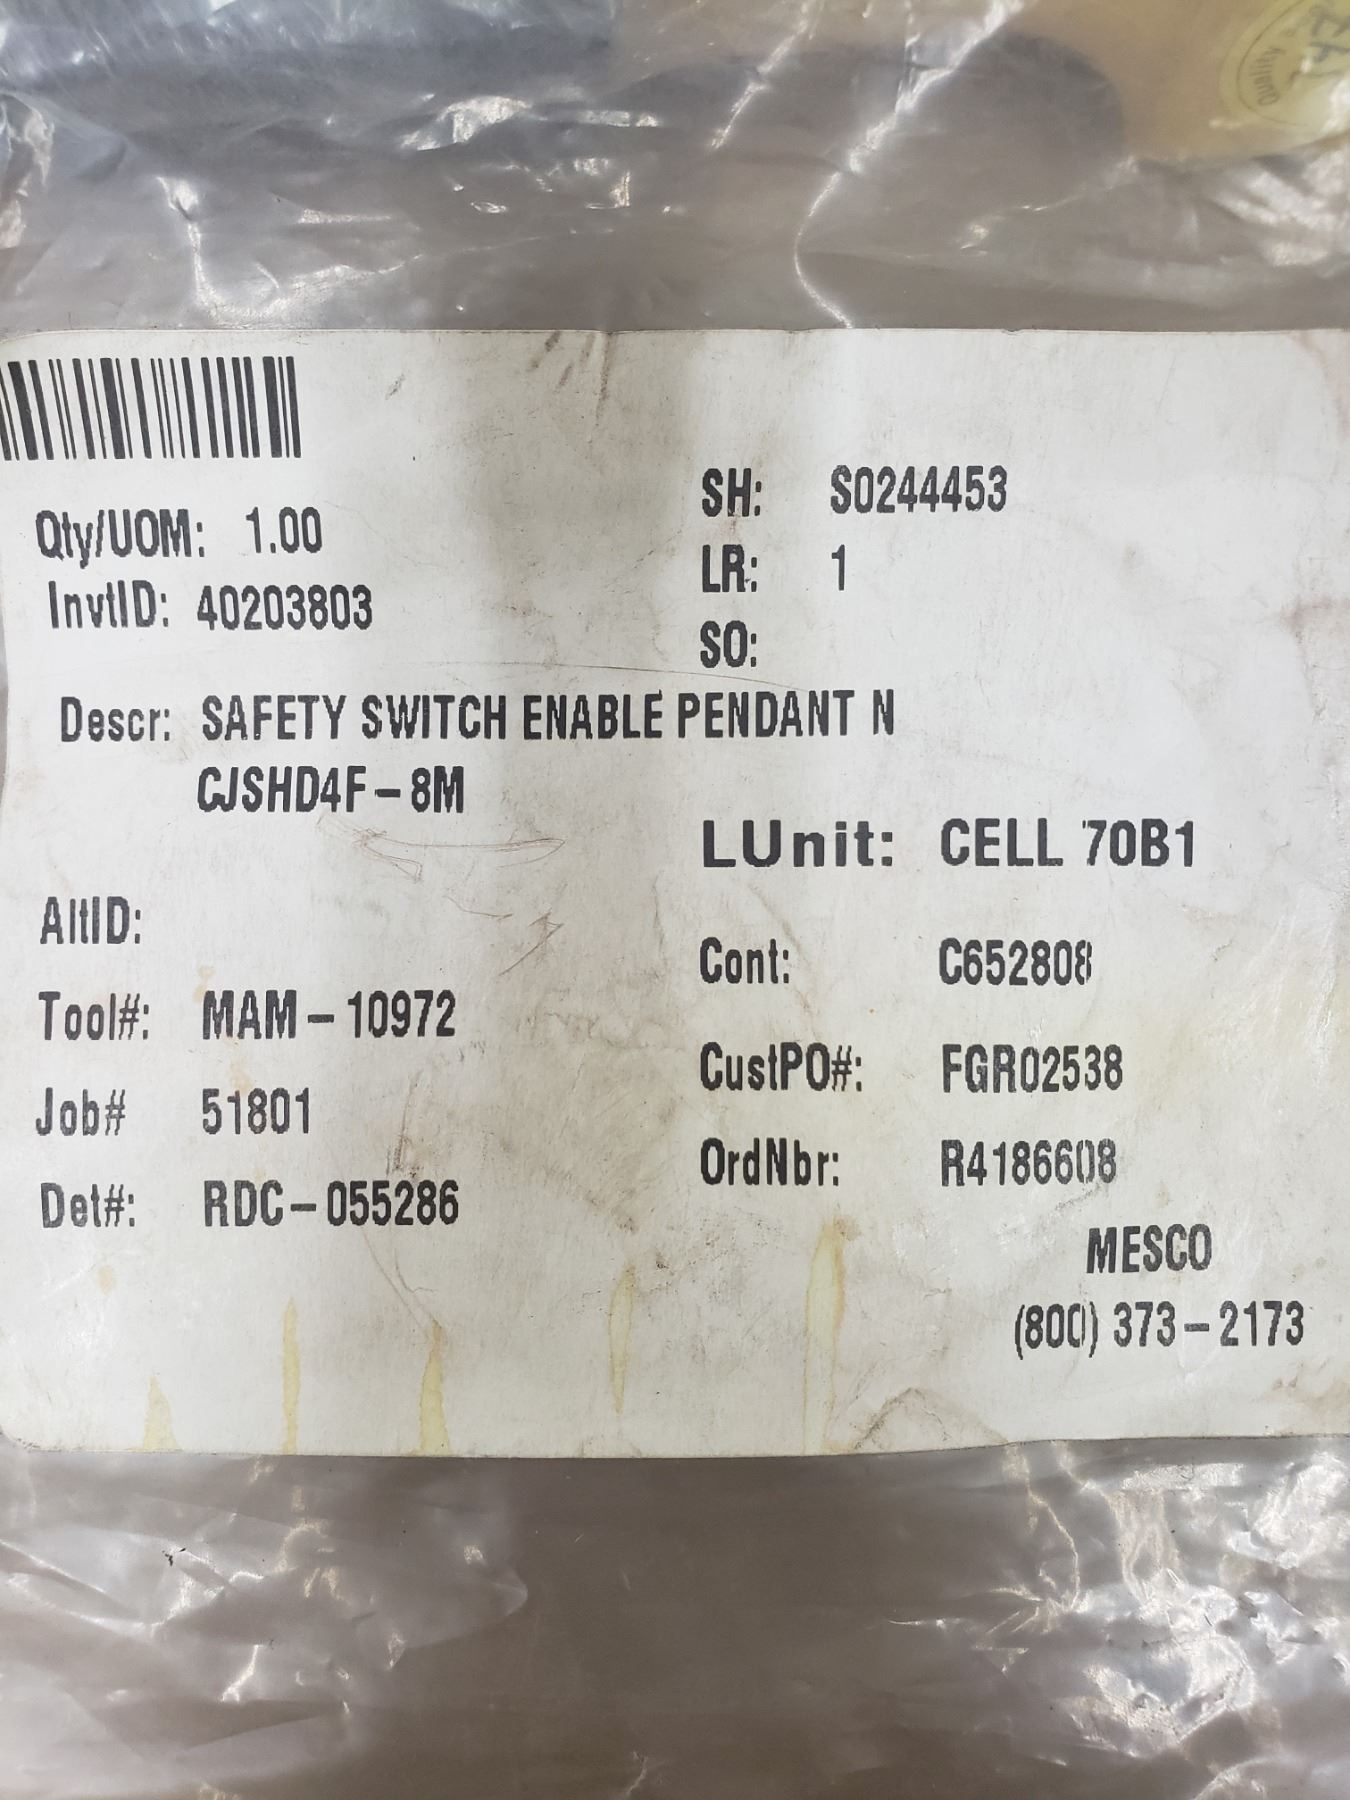 Quality
Qty/UOM: 1.00
InvtID: 40203803
Descr: SAFETY SWITCH ENABLE PENDANT N
CJSHD4F-8M
AltID:
Tool#: MAM-10972
Job# 51801
Det#: RDC-055286
SH: S0244453
LR: 1
SO:
LUnit: CELL 70B1
Cont: C652808
CustPO#: FGR02538
OrdNbr: R4186608
MESCO
(800) 373-2173